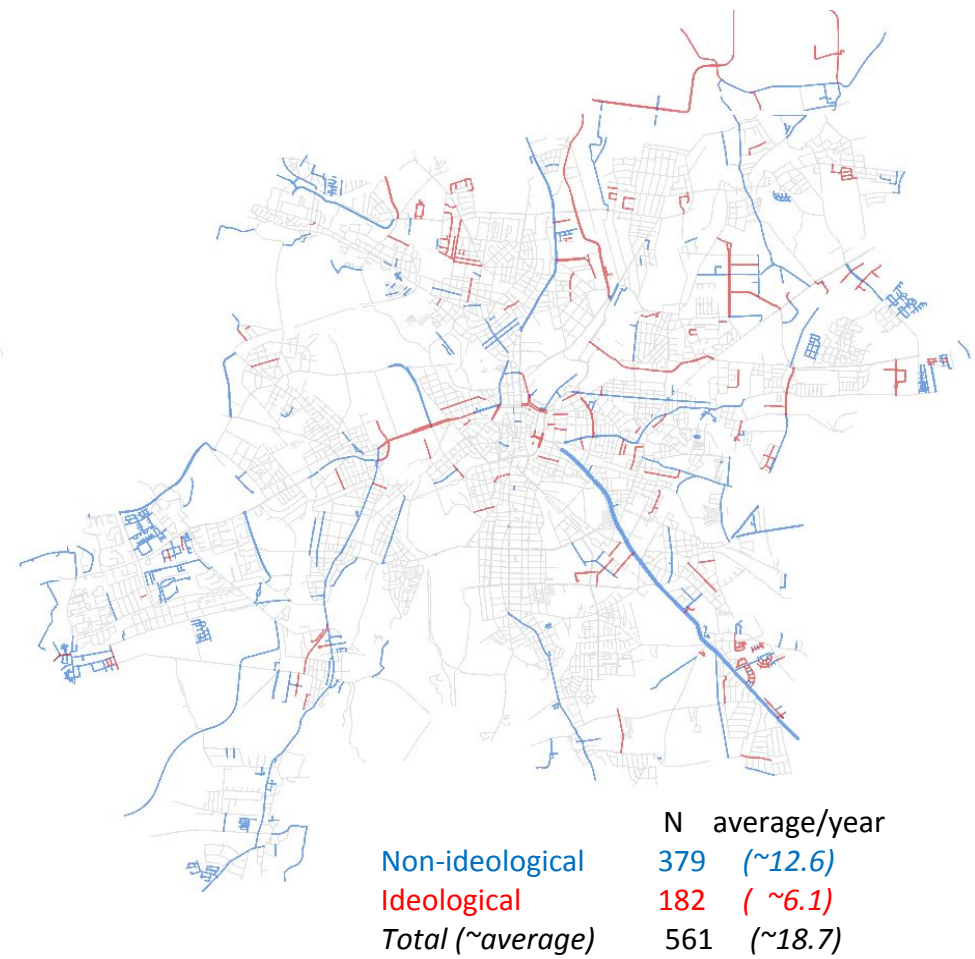 N average/year
Non-ideological 379 (~12.6)
Ideological 182 ( ~6.1)
Total (~average) 561 (~18.7)